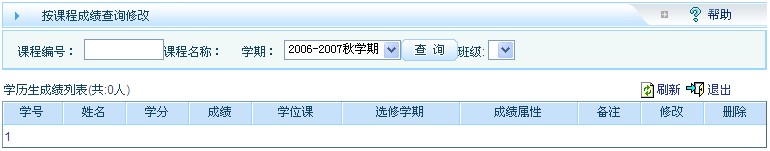 按课程成绩查询修改 帮助
课程编号： 课程名称： 学期： 2006-2007秋学期 查 询 班级:
学历生成绩列表(共:0人) 刷新 退出
学号 姓名 学分 成绩 学位课 选修学期 成绩属性 备注 修改 删除
1